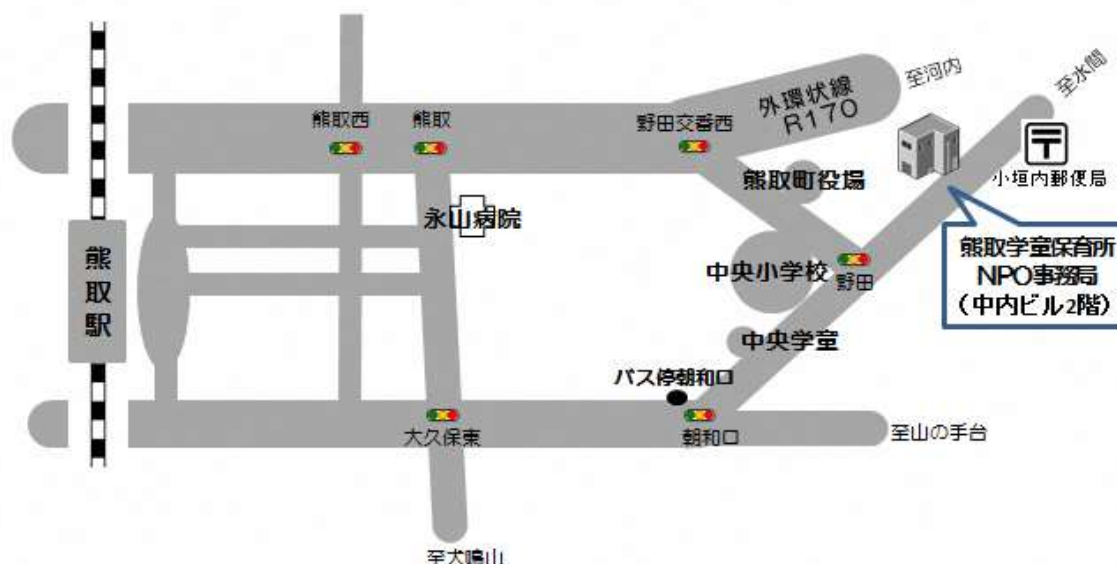 至水間
至河内
外環状線
R170
熊取西
熊取
野田交番西
小垣内郵便局
熊取町役場
永山病院
熊取駅
熊取学童保育所
NPO事務局
(中内ビル2階)
中央小学校
野田
中央学童
バス停朝和口
大久保東
朝和口
至山の手台
至犬鳴山